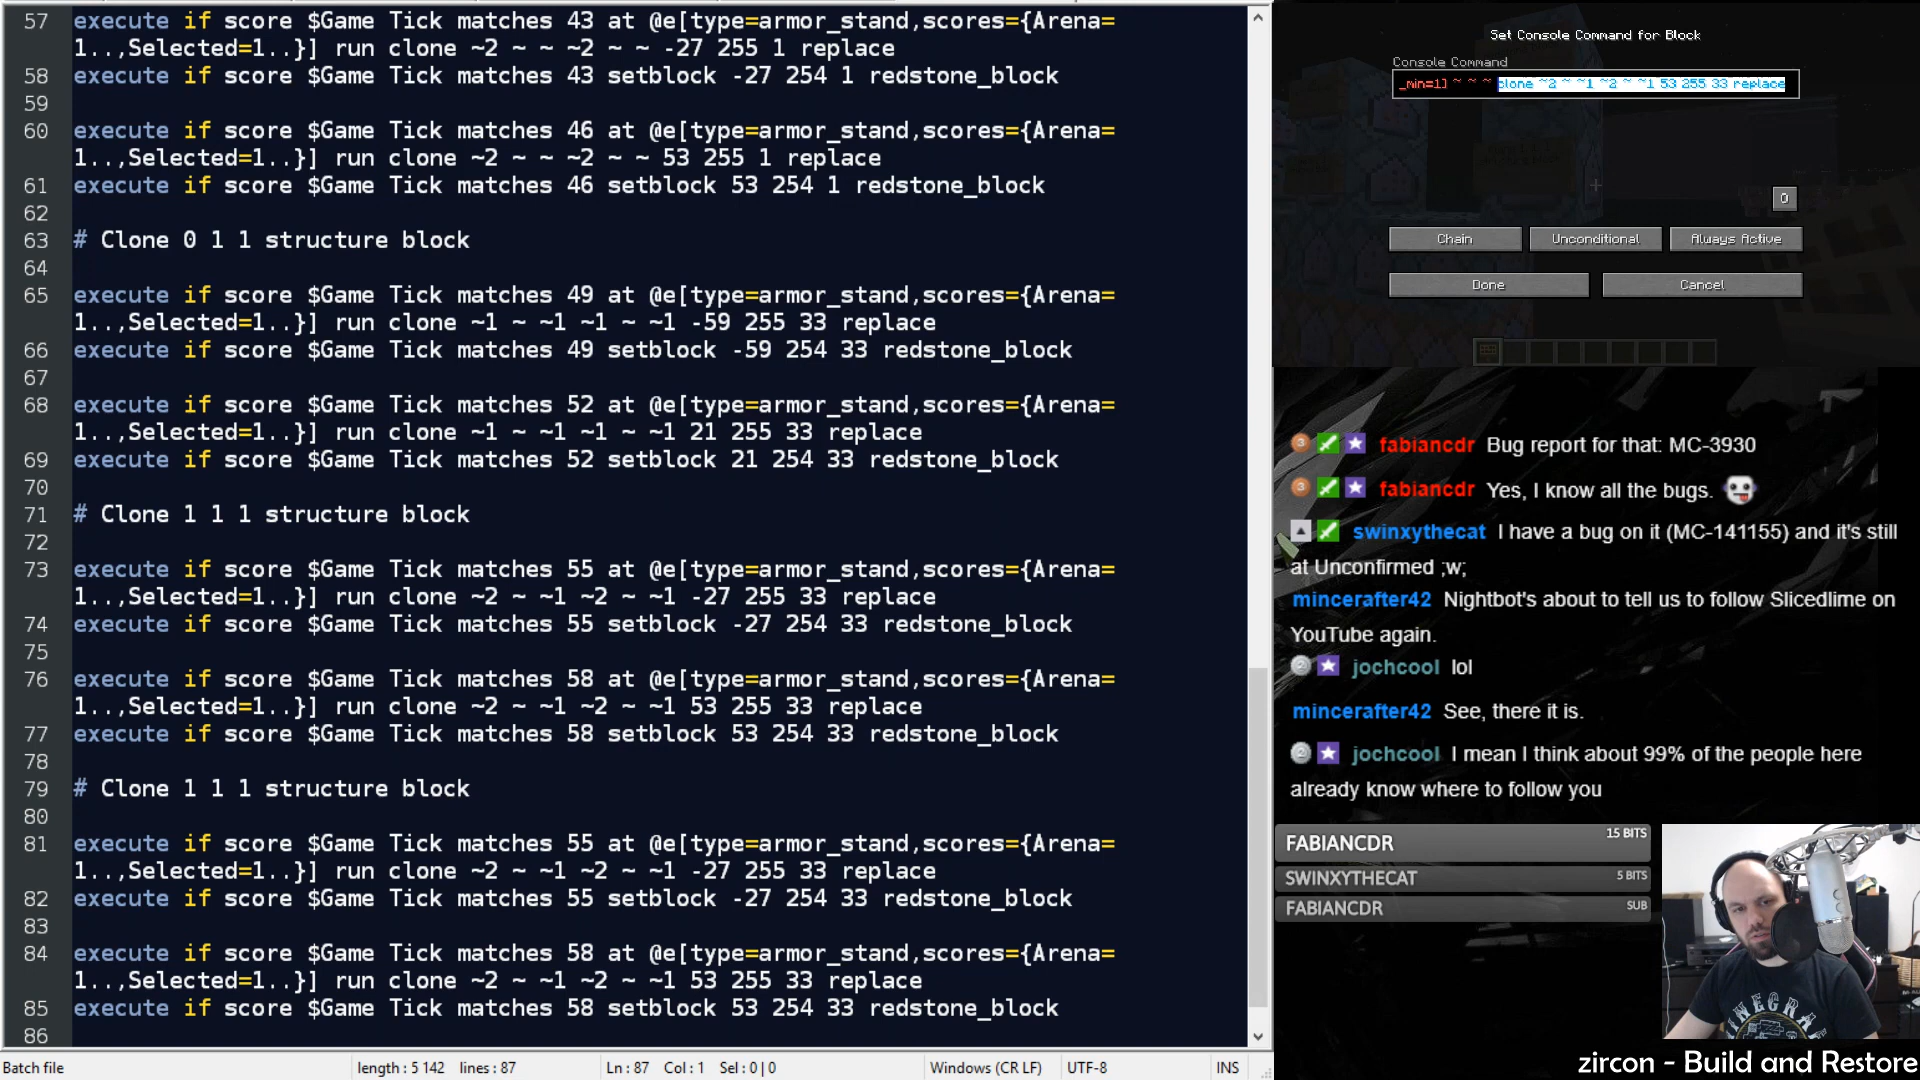 57 execute if score $Game Tick matches 43 at @e[type=armor_stand,scores={Arena=
1..,Selected=1..}] run clone ~2 ~ ~ ~2 ~ ~ -27 255 1 replace
58 execute if score $Game Tick matches 43 setblock -27 254 1 redstone_block
59
60 execute if score $Game Tick matches 46 at @e[type=armor_stand,scores={Arena=
1..,Selected=1..}] run clone ~2 ~ ~ ~2 ~ ~ 53 255 1 replace
61 execute if score $Game Tick matches 46 setblock 53 254 1 redstone_block
62
63 # Clone 0 1 1 structure block
64
65 execute if score $Game Tick matches 49 at @e[type=armor_stand,scores={Arena=
1..,Selected=1..}] run clone ~1 ~ ~1 ~1 ~ ~1 -59 255 33 replace
66 execute if score $Game Tick matches 49 setblock -59 254 33 redstone_block
67
68 execute if score $Game Tick matches 52 at @e[type=armor_stand,scores={Arena=
1..,Selected=1..}] run clone ~1 ~ ~1 ~1 ~ ~1 21 255 33 replace
69 execute if score $Game Tick matches 52 setblock 21 254 33 redstone_block
70
71 # Clone 1 1 1 structure block
72
73 execute if score $Game Tick matches 55 at @e[type=armor_stand,scores={Arena=
1..,Selected=1..}] run clone ~2 ~ ~1 ~2 ~ ~1 -27 255 33 replace
74 execute if score $Game Tick matches 55 setblock -27 254 33 redstone_block
75
76 execute if score $Game Tick matches 58 at @e[type=armor_stand,scores={Arena=
1..,Selected=1..}] run clone ~2 ~ ~1 ~2 ~ ~1 53 255 33 replace
77 execute if score $Game Tick matches 58 setblock 53 254 33 redstone_block
78
79 # Clone 1 1 1 structure block
80
81 execute if score $Game Tick matches 55 at @e[type=armor_stand,scores={Arena=
1..,Selected=1..}] run clone ~2 ~ ~1 ~2 ~ ~1 -27 255 33 replace
82 execute if score $Game Tick matches 55 setblock -27 254 33 redstone_block
83
84 execute if score $Game Tick matches 58 at @e[type=armor_stand,scores={Arena=
1..,Selected=1..}] run clone ~2 ~ ~1 ~2 ~ ~1 53 255 33 replace
85 execute if score $Game Tick matches 58 setblock 53 254 33 redstone_block
86
Batch file length : 5 142 lines : 87 Ln : 87 Col : 1 Sel : 0 | 0 Windows (CR LF) UTF-8 INS
Set Console Command for Block
Console Command
_min=1] ~ ~ ~ clone ~2 ~ ~1 ~2 ~ ~1 53 255 33 replace
0
Chain Unconditional Always Active
Done Cancel
fabiancdr Bug report for that: MC-3930
fabiancdr Yes, I know all the bugs.
swinxythecat I have a bug on it (MC-141155) and it's still
at Unconfirmed ;w;
mincerafter42 Nightbot's about to tell us to follow Slicedlime on
YouTube again.
jochcool lol
mincerafter42 See, there it is.
jochcool I mean I think about 99% of the people here
already know where to follow you
FABIANCDR 15 BITS
SWINXYTHECAT 5 BITS
FABIANCDR SUB
zircon - Build and Restore